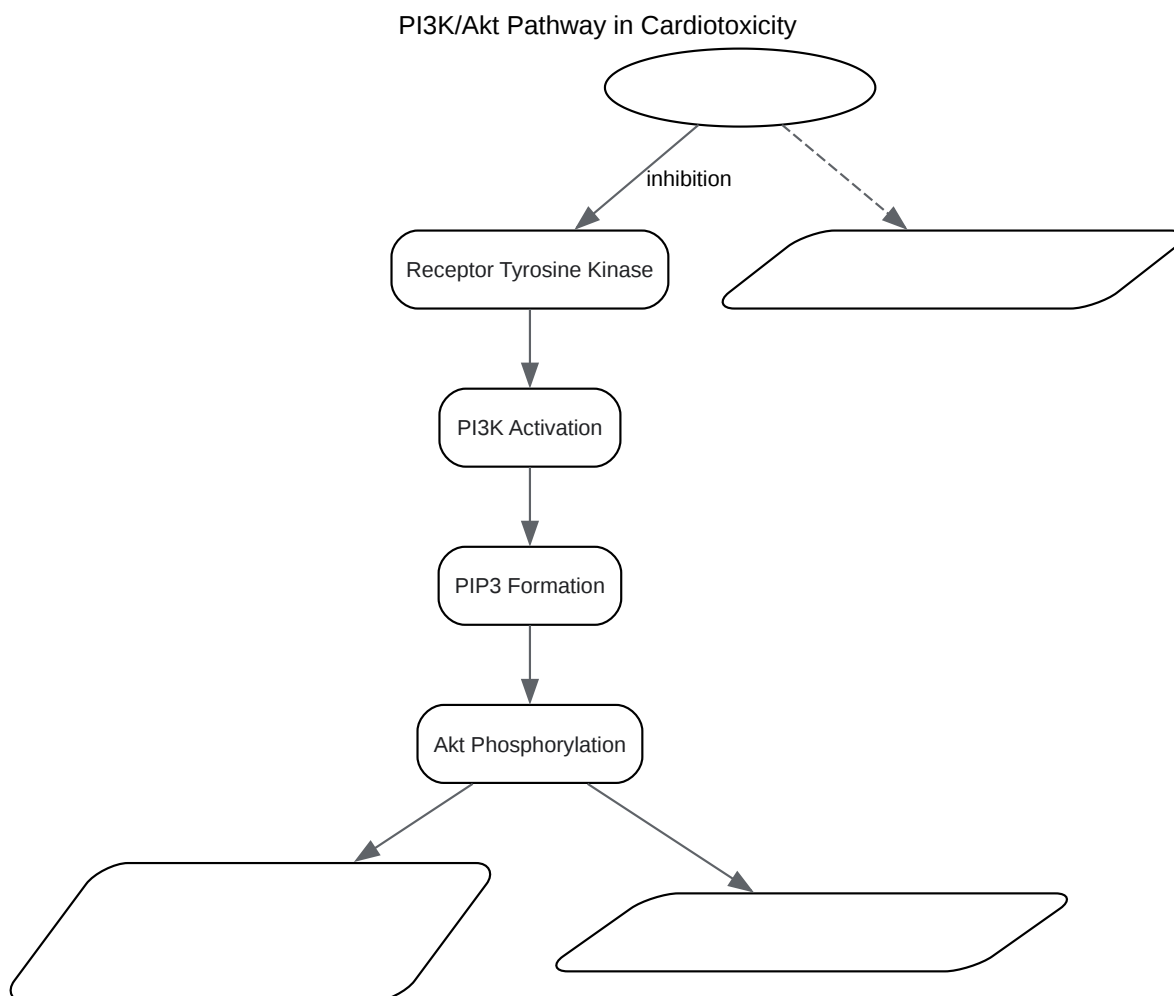 PI3K/Akt Pathway in Cardiotoxicity
inhibition
Receptor Tyrosine Kinase
PI3K Activation
PIP3 Formation
Akt Phosphorylation